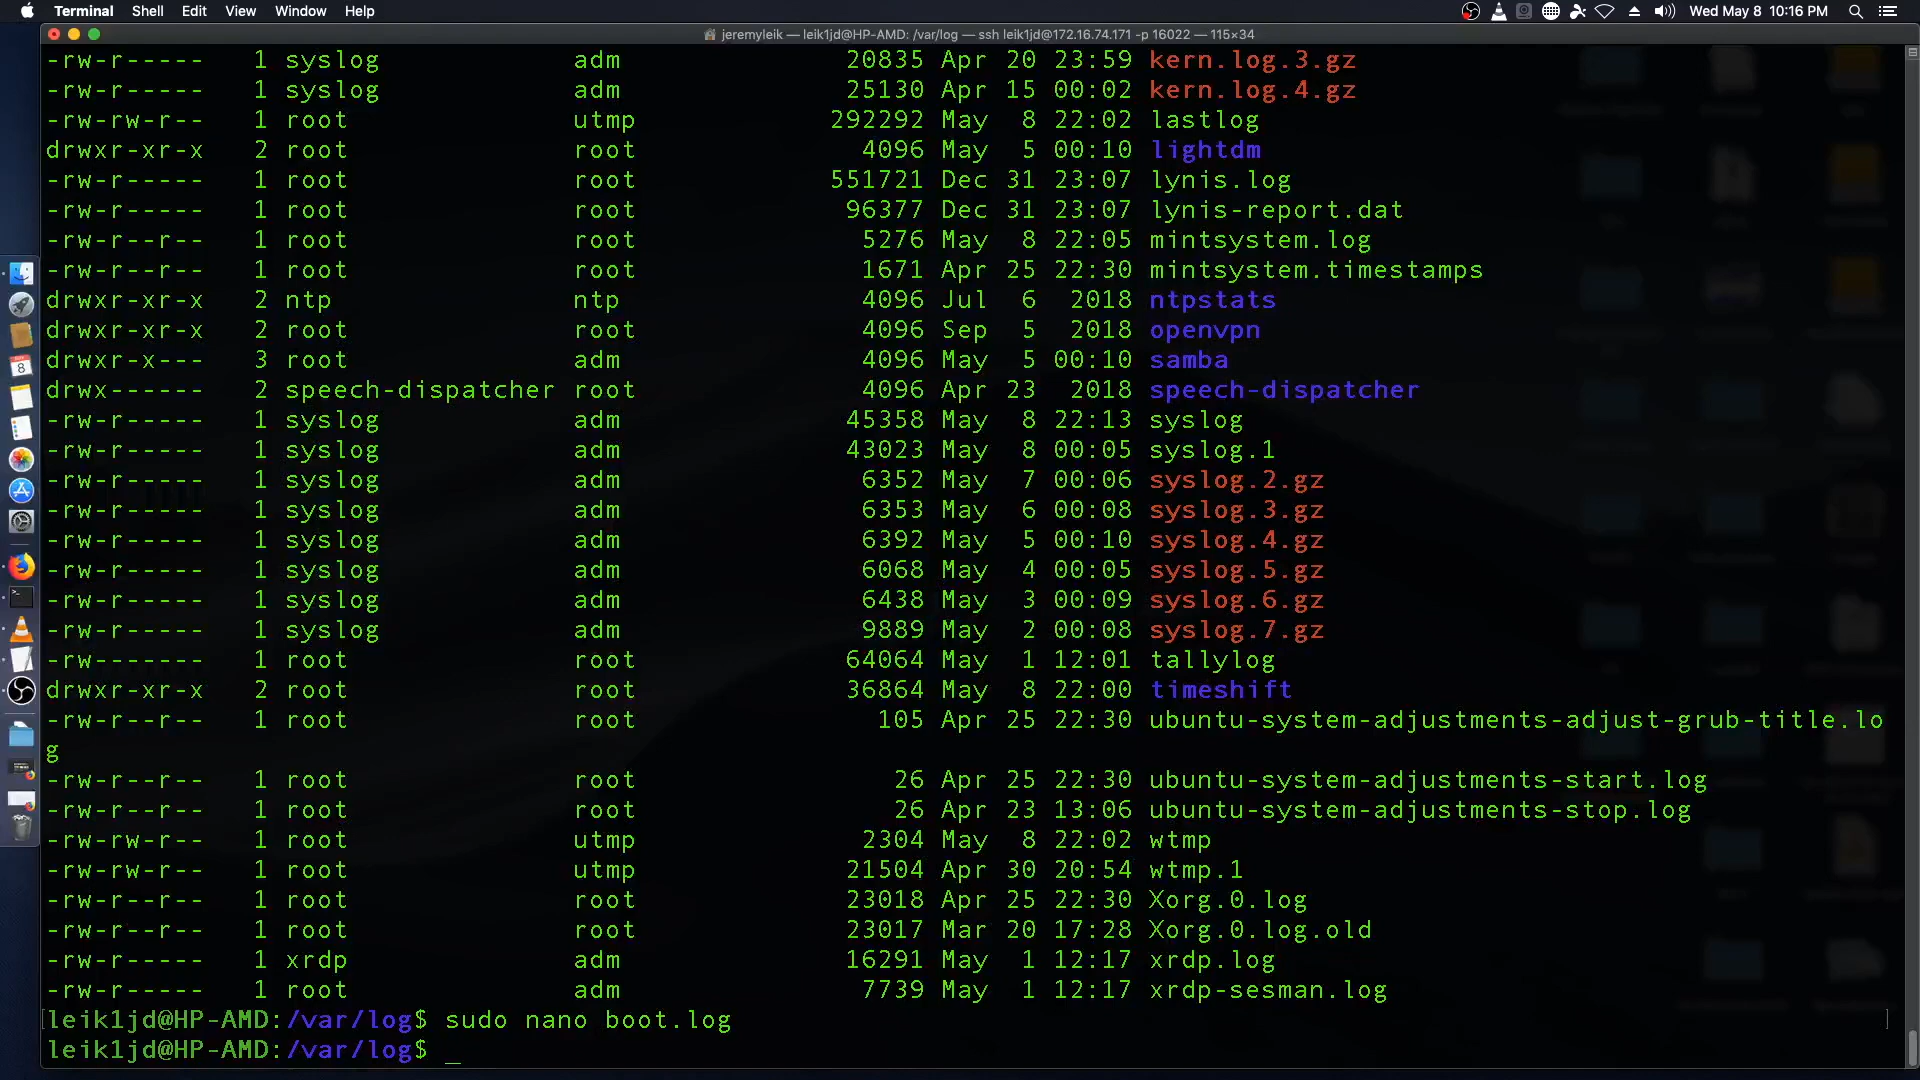 Terminal Shell Edit View Window Help Wed May 8 10:16 PM
jeremyleik — leik1jd@HP-AMD: /var/log — ssh leik1jd@172.16.74.171 -p 16022 — 115×34
-rw-r----- 1 syslog adm 20835 Apr 20 23:59 kern.log.3.gz
-rw-r----- 1 syslog adm 25130 Apr 15 00:02 kern.log.4.gz
-rw-rw-r-- 1 root utmp 292292 May 8 22:02 lastlog
drwxr-xr-x 2 root root 4096 May 5 00:10 lightdm
-rw-r----- 1 root root 551721 Dec 31 23:07 lynis.log
-rw-r----- 1 root root 96377 Dec 31 23:07 lynis-report.dat
-rw-r--r-- 1 root root 5276 May 8 22:05 mintsystem.log
-rw-r--r-- 1 root root 1671 Apr 25 22:30 mintsystem.timestamps
drwxr-xr-x 2 ntp ntp 4096 Jul 6 2018 ntpstats
drwxr-xr-x 2 root root 4096 Sep 5 2018 openvpn
drwxr-x--- 3 root adm 4096 May 5 00:10 samba
drwx------ 2 speech-dispatcher root 4096 Apr 23 2018 speech-dispatcher
-rw-r----- 1 syslog adm 45358 May 8 22:13 syslog
-rw-r----- 1 syslog adm 43023 May 8 00:05 syslog.1
-rw-r----- 1 syslog adm 6352 May 7 00:06 syslog.2.gz
-rw-r----- 1 syslog adm 6353 May 6 00:08 syslog.3.gz
-rw-r----- 1 syslog adm 6392 May 5 00:10 syslog.4.gz
-rw-r----- 1 syslog adm 6068 May 4 00:05 syslog.5.gz
-rw-r----- 1 syslog adm 6438 May 3 00:09 syslog.6.gz
-rw-r----- 1 syslog adm 9889 May 2 00:08 syslog.7.gz
-rw------- 1 root root 64064 May 1 12:01 tallylog
drwxr-xr-x 2 root root 36864 May 8 22:00 timeshift
-rw-r--r-- 1 root root 105 Apr 25 22:30 ubuntu-system-adjustments-adjust-grub-title.lo
g
-rw-r--r-- 1 root root 26 Apr 25 22:30 ubuntu-system-adjustments-start.log
-rw-r--r-- 1 root root 26 Apr 23 13:06 ubuntu-system-adjustments-stop.log
-rw-rw-r-- 1 root utmp 2304 May 8 22:02 wtmp
-rw-rw-r-- 1 root utmp 21504 Apr 30 20:54 wtmp.1
-rw-r--r-- 1 root root 23018 Apr 25 22:30 Xorg.0.log
-rw-r--r-- 1 root root 23017 Mar 20 17:28 Xorg.0.log.old
-rw-r----- 1 xrdp adm 16291 May 1 12:17 xrdp.log
-rw-r----- 1 root adm 7739 May 1 12:17 xrdp-sesman.log
[leik1jd@HP-AMD:/var/log$ sudo nano boot.log ]
leik1jd@HP-AMD:/var/log$ _